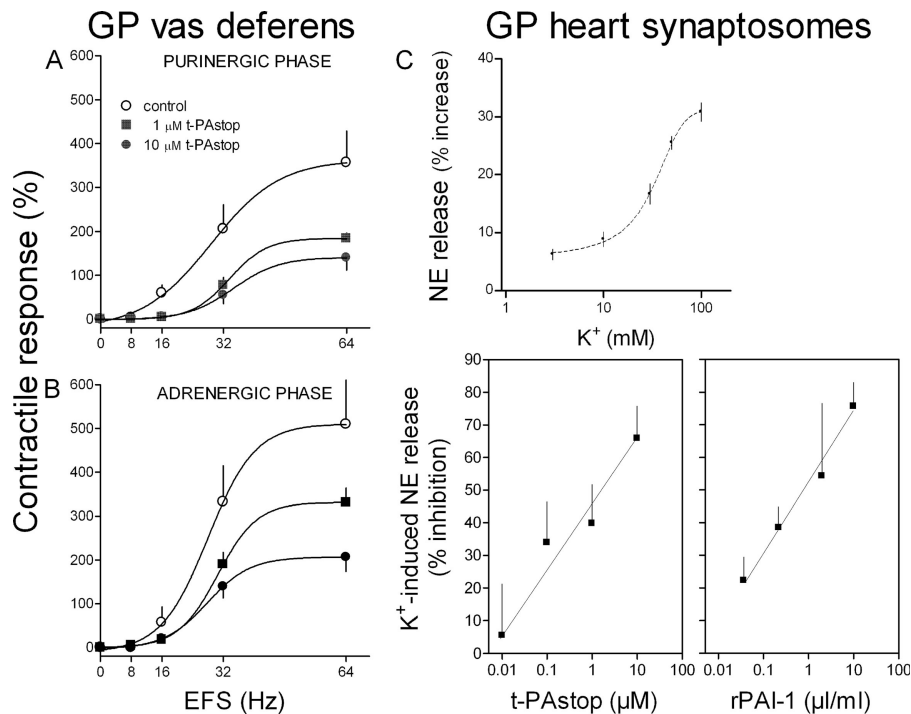 GP vas deferens
GP heart synaptosomes
A
PURINERGIC PHASE
600
500
400
300
200
100
0
control
1 μM t-PAstop
10 μM t-PAstop
0 8 16 32 64
Contractile response (%)
B
ADRENERGIC PHASE
600
500
400
300
200
100
0
0 8 16 32 64
EFS (Hz)
C
40
30
20
10
0
NE release (% increase)
1 10 100
K+ (mM)
90
80
70
60
50
40
30
20
10
0
K+-induced NE release
(% inhibition)
0.01 0.1 1 10 100
t-PAstop (μM)
0.1 1 10 100
rPAI-1 (μl/ml)